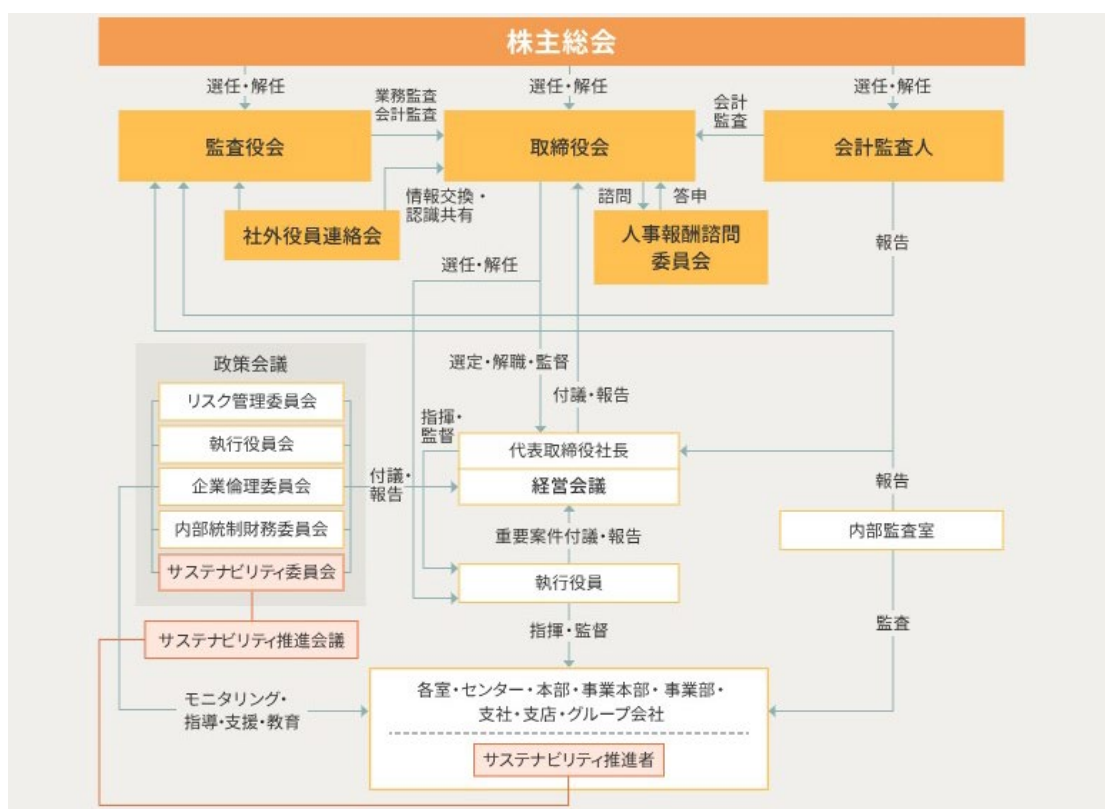 株主総会
選任・解任
選任・解任
選任・解任
業務監査
会計監査
会計
監査
監査役会
取締役会
会計監査人
情報交換・
認識共有
諮問
答申
社外役員連絡会
人事報酬諮問
委員会
報告
選任・解任
政策会議
選定・解職・監督
付議・報告
リスク管理委員会
執行役員会
企業倫理委員会
内部統制財務委員会
サステナビリティ委員会
指揮・
監督
代表取締役社長
経営会議
付議・
報告
報告
重要案件付議・報告
内部監査室
執行役員
サステナビリティ推進会議
指揮・監督
監査
モニタリング・
指導・支援・教育
各室・センター・本部・事業本部・事業部・
支社・支店・グループ会社
サステナビリティ推進者